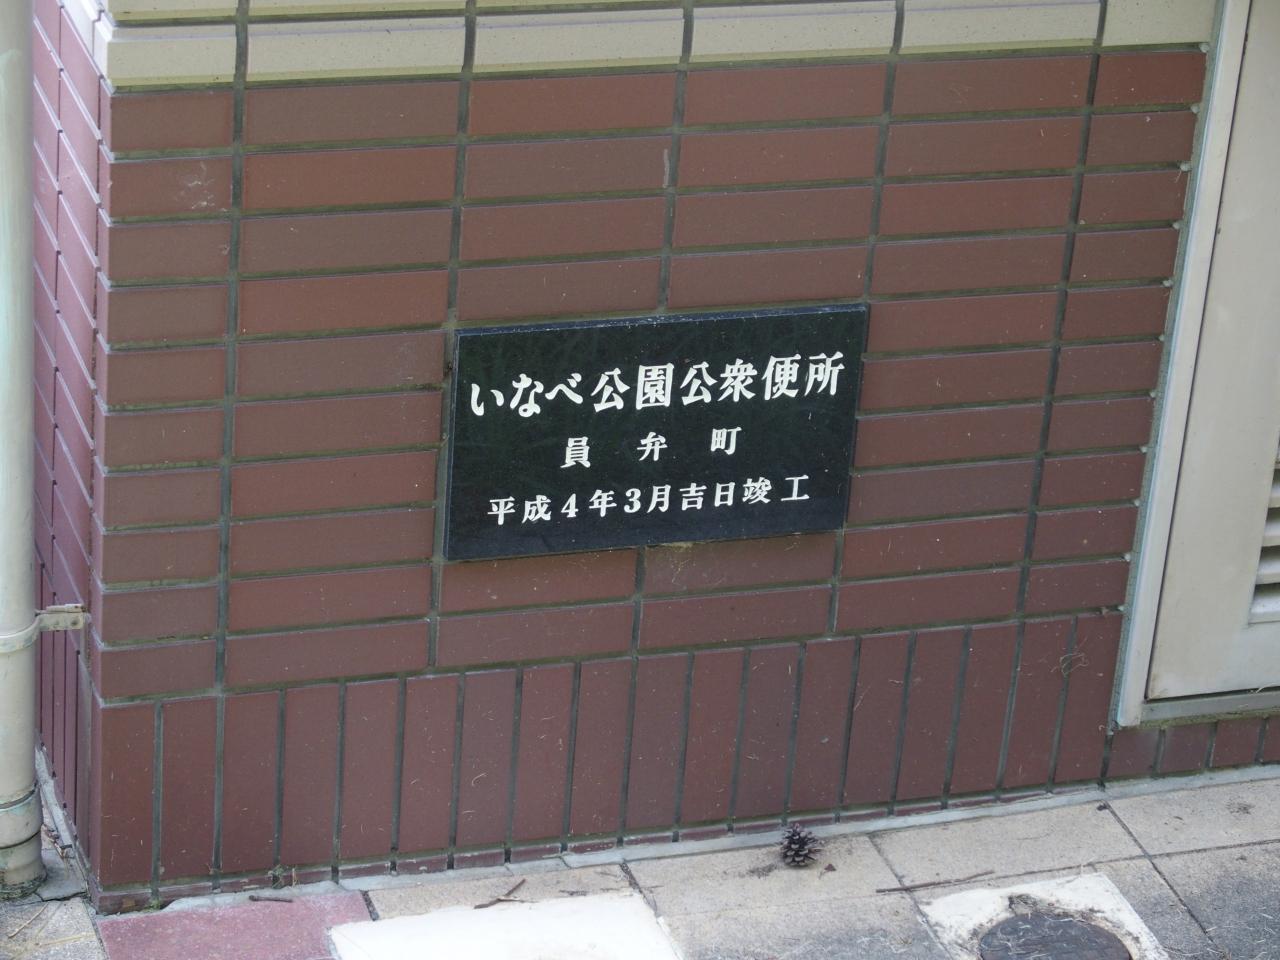 いなべ公園公衆便所
員弁町
平成4年3月吉日竣工